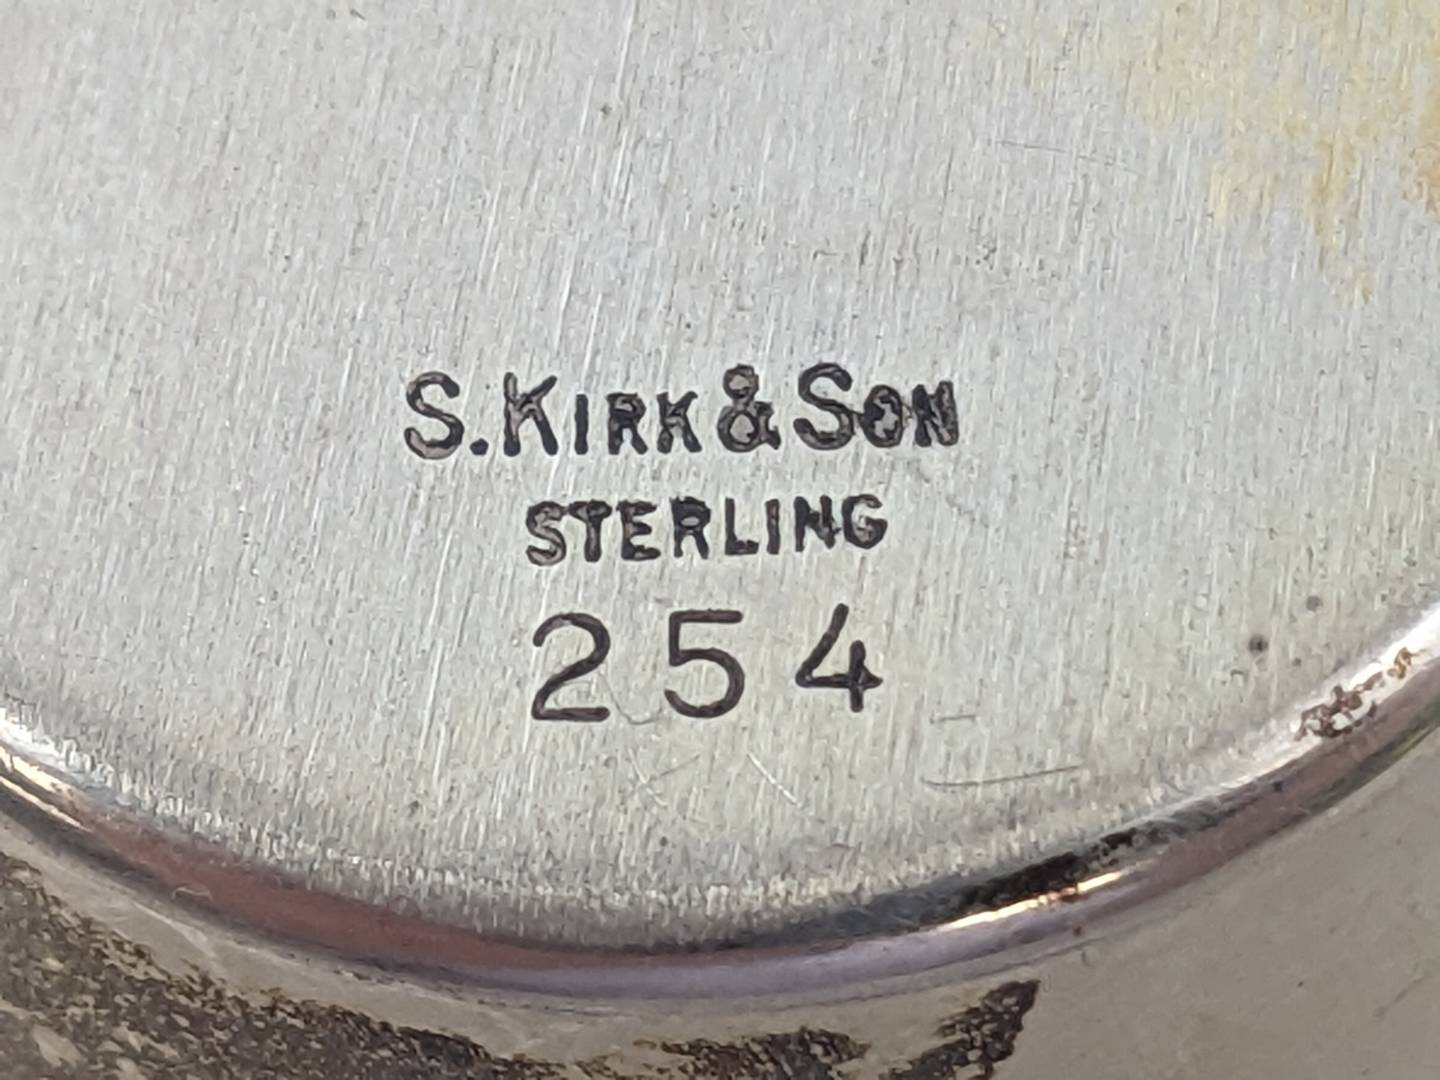 S. KIRK & SON
STERLING
254